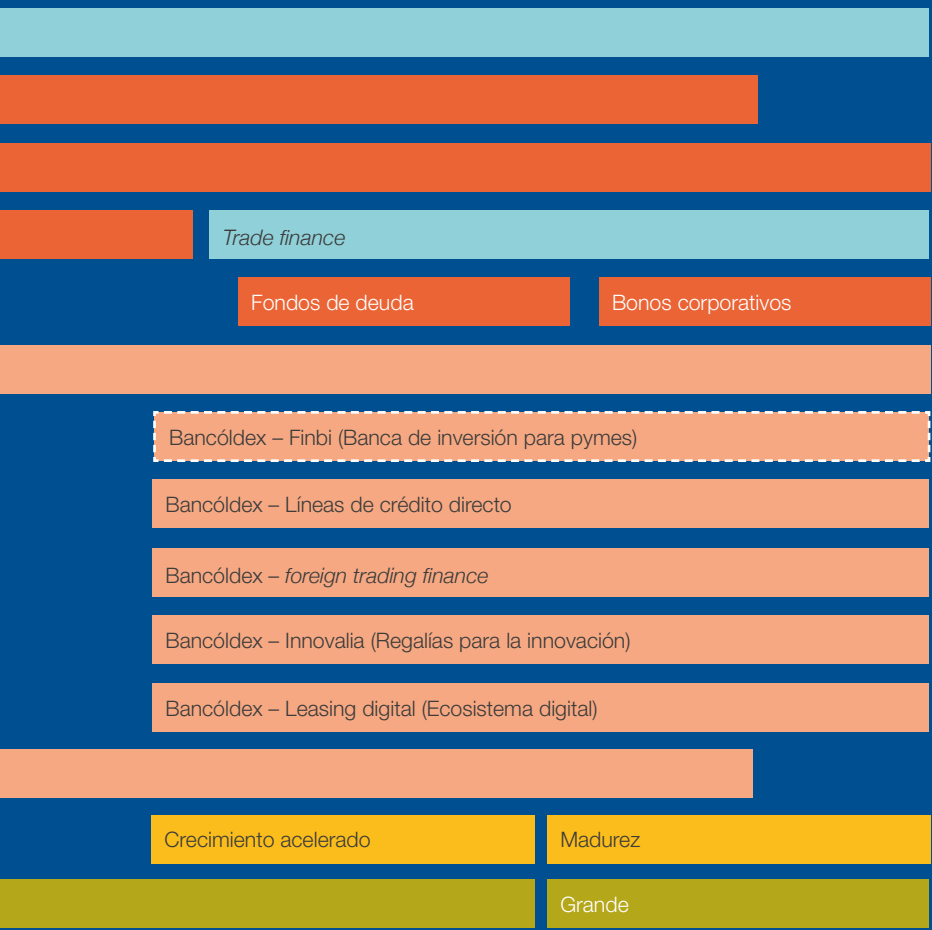 Trade finance
Fondos de deuda
Bonos corporativos
Bancóldex – Finbi (Banca de inversión para pymes)
Bancóldex – Líneas de crédito directo
Bancóldex – foreign trading finance
Bancóldex – Innovalia (Regalías para la innovación)
Bancóldex – Leasing digital (Ecosistema digital)
Crecimiento acelerado
Madurez
Grande